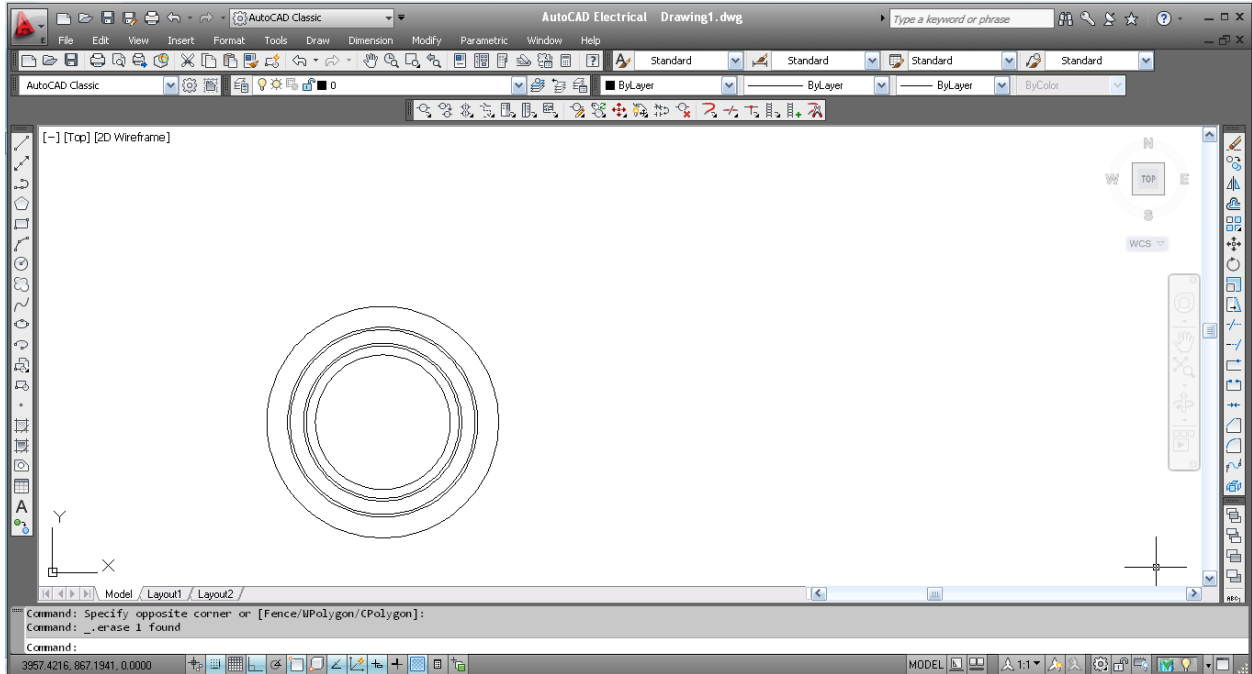 AutoCAD Classic
AutoCAD Electrical Drawing1.dwg
Type a keyword or phrase
File Edit View Insert Format Tools Draw Dimension Modify Parametric Window Help
Standard Standard Standard Standard
AutoCAD Classic 0 ByLayer ByLayer ByLayer ByColor
[-] [Top] [2D Wireframe]
N
W TOP E
S
WCS
A
Y
X
Model Layout1 Layout2
Command: Specify opposite corner or [Fence/WPolygon/CPolygon]:
Command: _.erase 1 found
Command:
3957.4216, 867.1941, 0.0000 MODEL 1:1